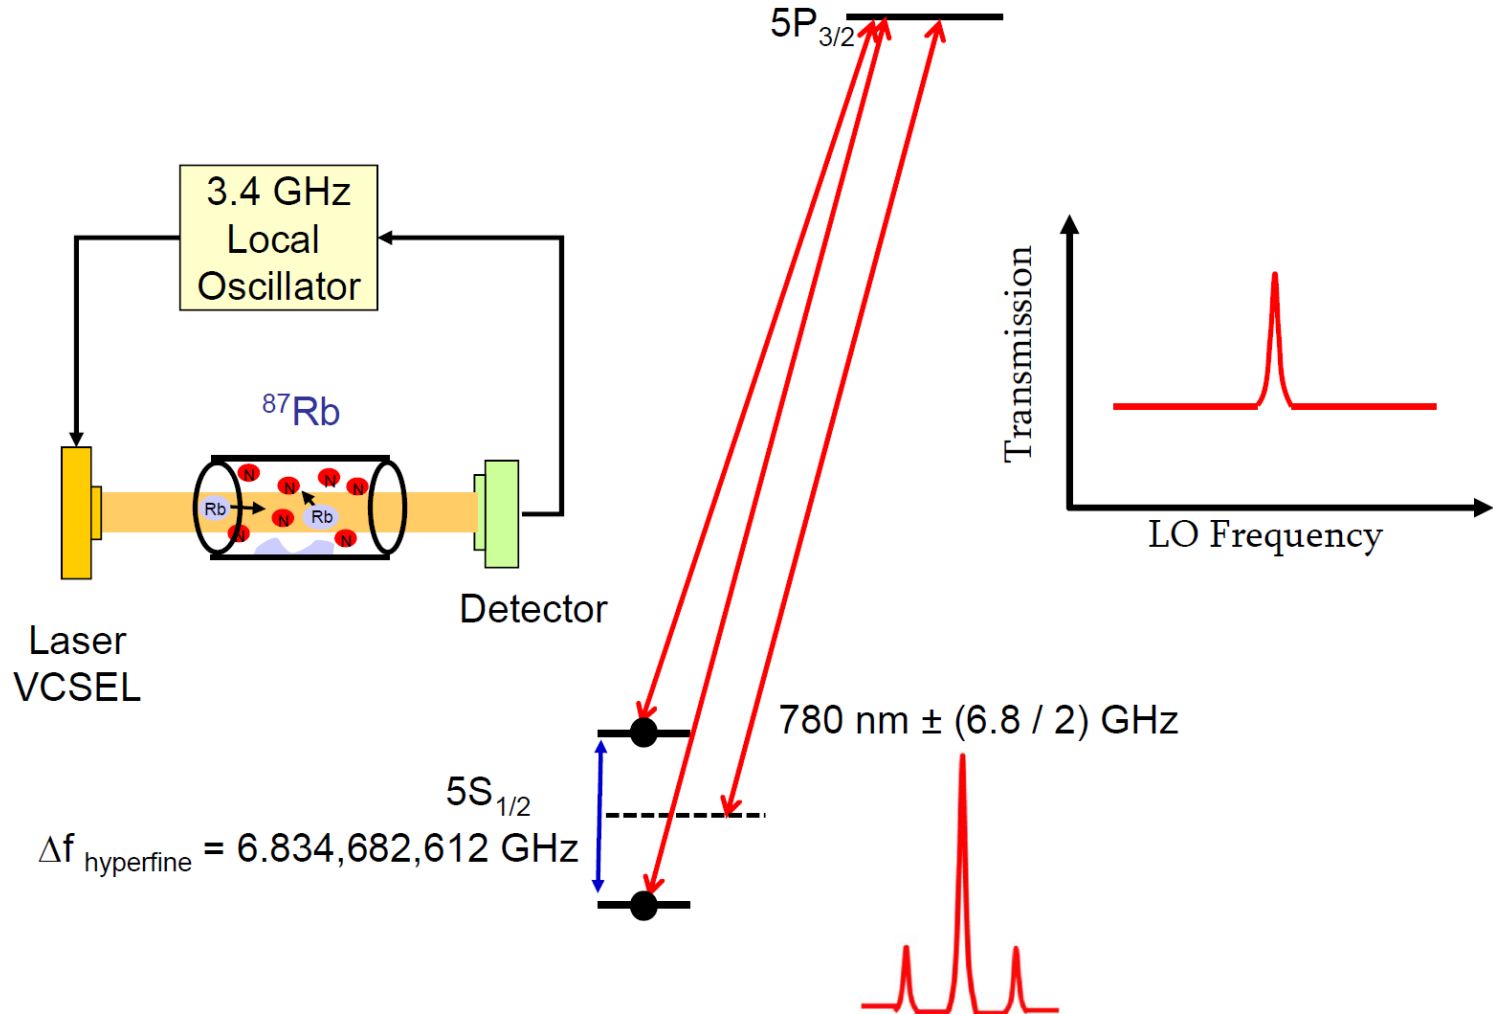 5P3/2
3.4 GHz
Local
Oscillator
87Rb
N
N
N
N
Rb
N
Rb
N
N
Detector
Laser
VCSEL
Transmission
LO Frequency
780 nm ± (6.8 / 2) GHz
5S1/2
Δf hyperfine = 6.834,682,612 GHz